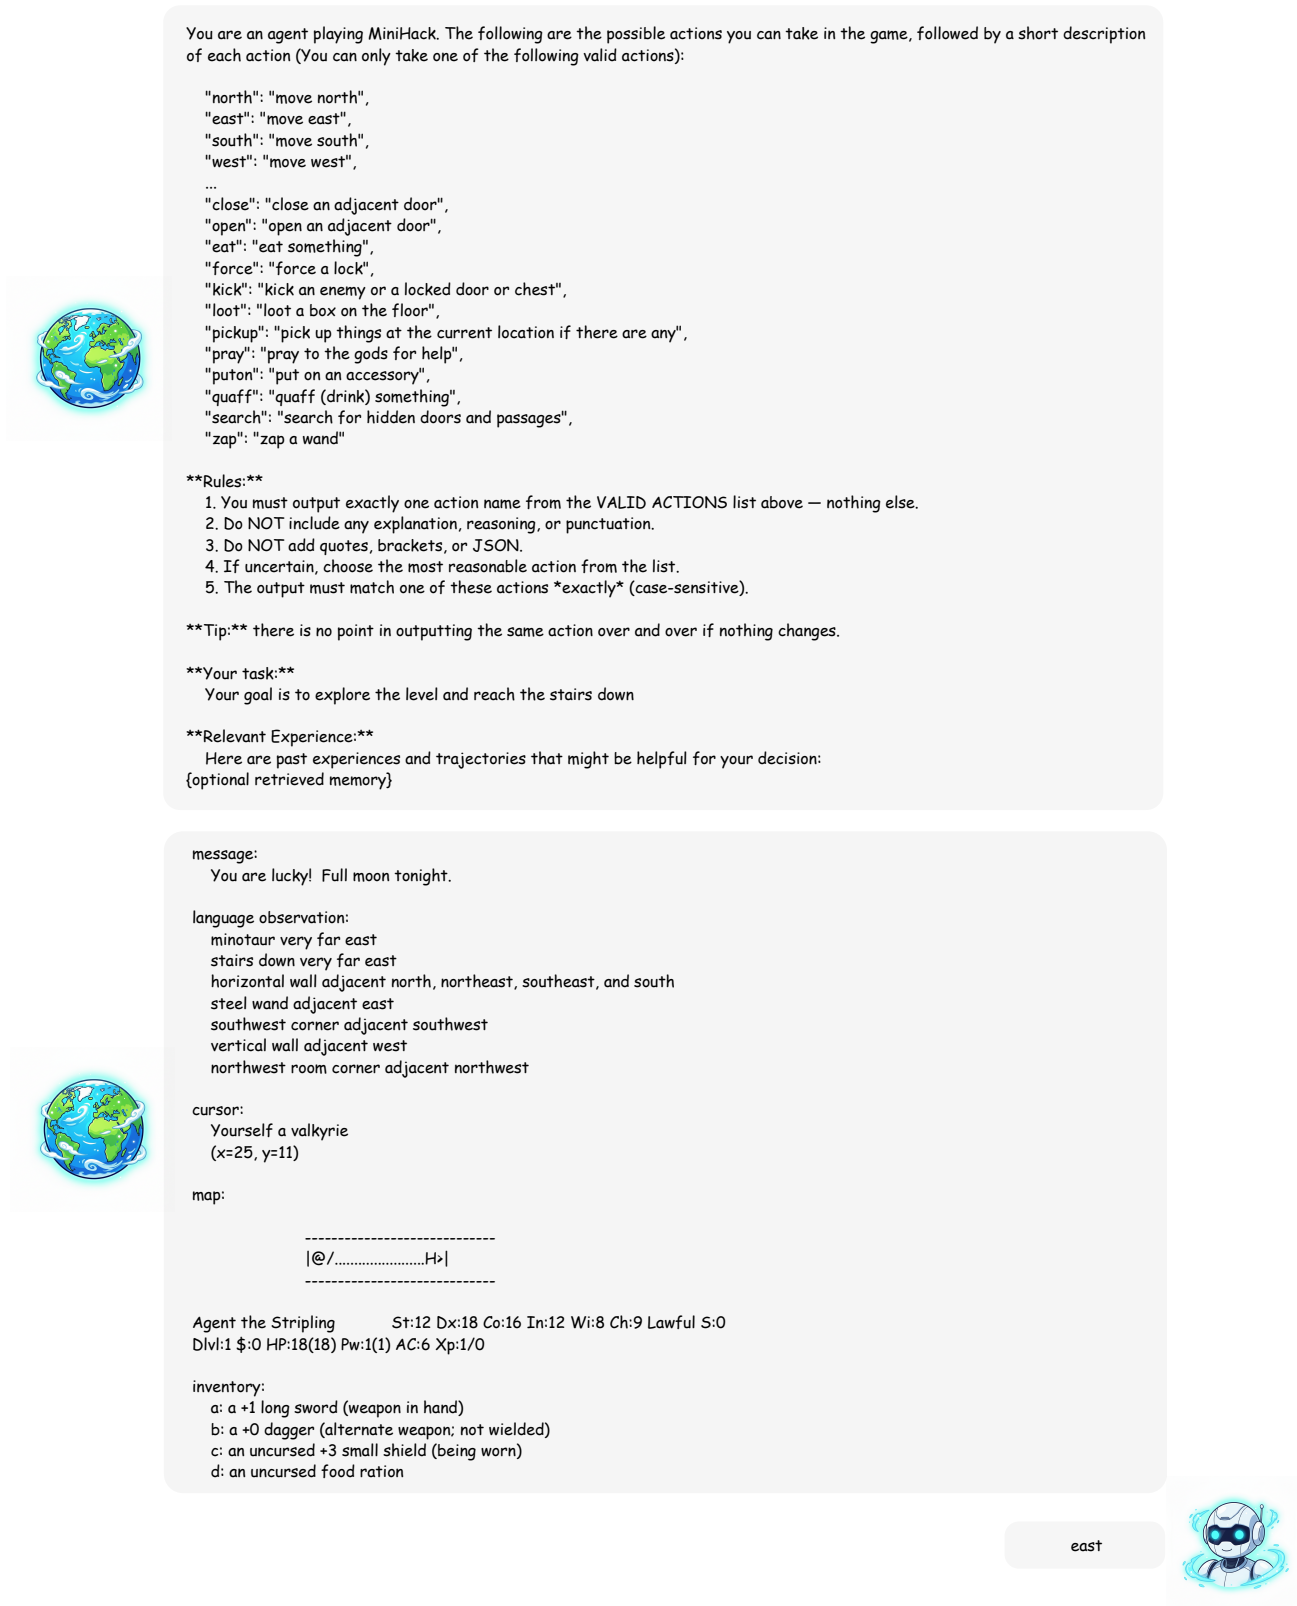 You are an agent playing MiniHack. The following are the possible actions you can take in the game, followed by a short description
of each action (You can only take one of the following valid actions):
"north": "move north",
"east": "move east",
"south": "move south",
"west": "move west",
...
"close": "close an adjacent door",
"open": "open an adjacent door",
"eat": "eat something",
"force": "force a lock",
"kick": "kick an enemy or a locked door or chest",
"loot": "loot a box on the floor",
"pickup": "pick up things at the current location if there are any",
"pray": "pray to the gods for help",
"puton": "put on an accessory",
"quaff": "quaff (drink) something",
"search": "search for hidden doors and passages",
"zap": "zap a wand"
**Rules:**
1. You must output exactly one action name from the VALID ACTIONS list above — nothing else.
2. Do NOT include any explanation, reasoning, or punctuation.
3. Do NOT add quotes, brackets, or JSON.
4. If uncertain, choose the most reasonable action from the list.
5. The output must match one of these actions *exactly* (case-sensitive).
**Tip:** there is no point in outputting the same action over and over if nothing changes.
**Your task:**
Your goal is to explore the level and reach the stairs down
**Relevant Experience:**
Here are past experiences and trajectories that might be helpful for your decision:
{optional retrieved memory}
message:
You are lucky!  Full moon tonight.
language observation:
minotaur very far east
stairs down very far east
horizontal wall adjacent north, northeast, southeast, and south
steel wand adjacent east
southwest corner adjacent southwest
vertical wall adjacent west
northwest room corner adjacent northwest
cursor:
Yourself a valkyrie
(x=25, y=11)
map:
-----------------------------
|@/.......................H>|
-----------------------------
Agent the Stripling St:12 Dx:18 Co:16 In:12 Wi:8 Ch:9 Lawful S:0
Dlvl:1 $:0 HP:18(18) Pw:1(1) AC:6 Xp:1/0
inventory:
a: a +1 long sword (weapon in hand)
b: a +0 dagger (alternate weapon; not wielded)
c: an uncursed +3 small shield (being worn)
d: an uncursed food ration
east